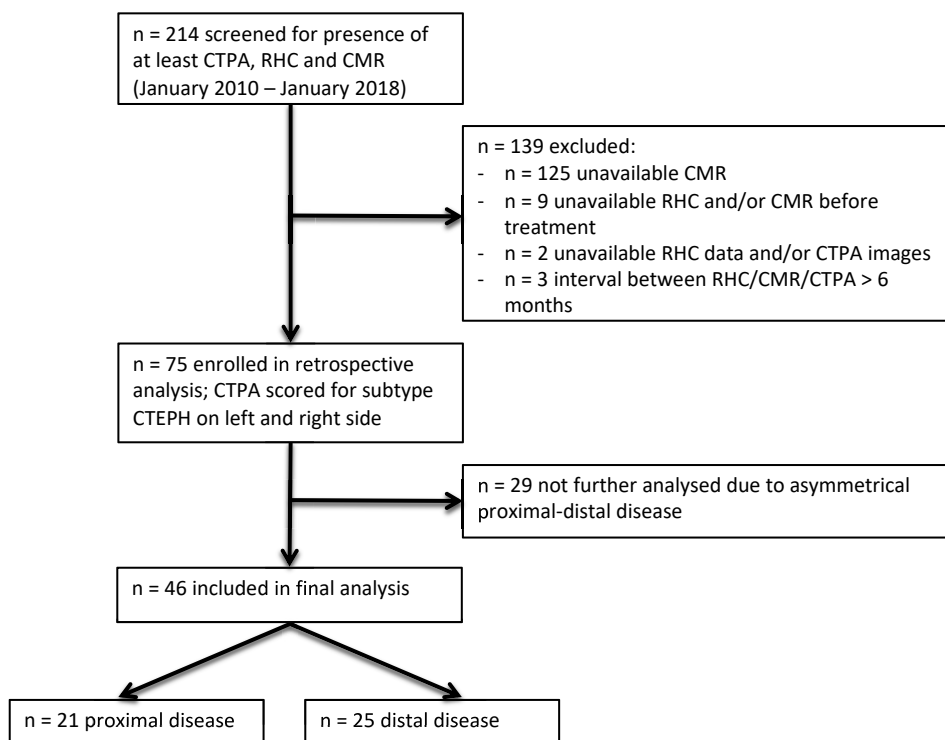 n = 214 screened for presence of
at least CTPA, RHC and CMR
(January 2010 – January 2018)
n = 139 excluded:
- n = 125 unavailable CMR
- n = 9 unavailable RHC and/or CMR before
treatment
- n = 2 unavailable RHC data and/or CTPA images
- n = 3 interval between RHC/CMR/CTPA > 6
months
n = 75 enrolled in retrospective
analysis; CTPA scored for subtype
CTEPH on left and right side
n = 29 not further analysed due to asymmetrical
proximal-distal disease
n = 46 included in final analysis
n = 21 proximal disease
n = 25 distal disease